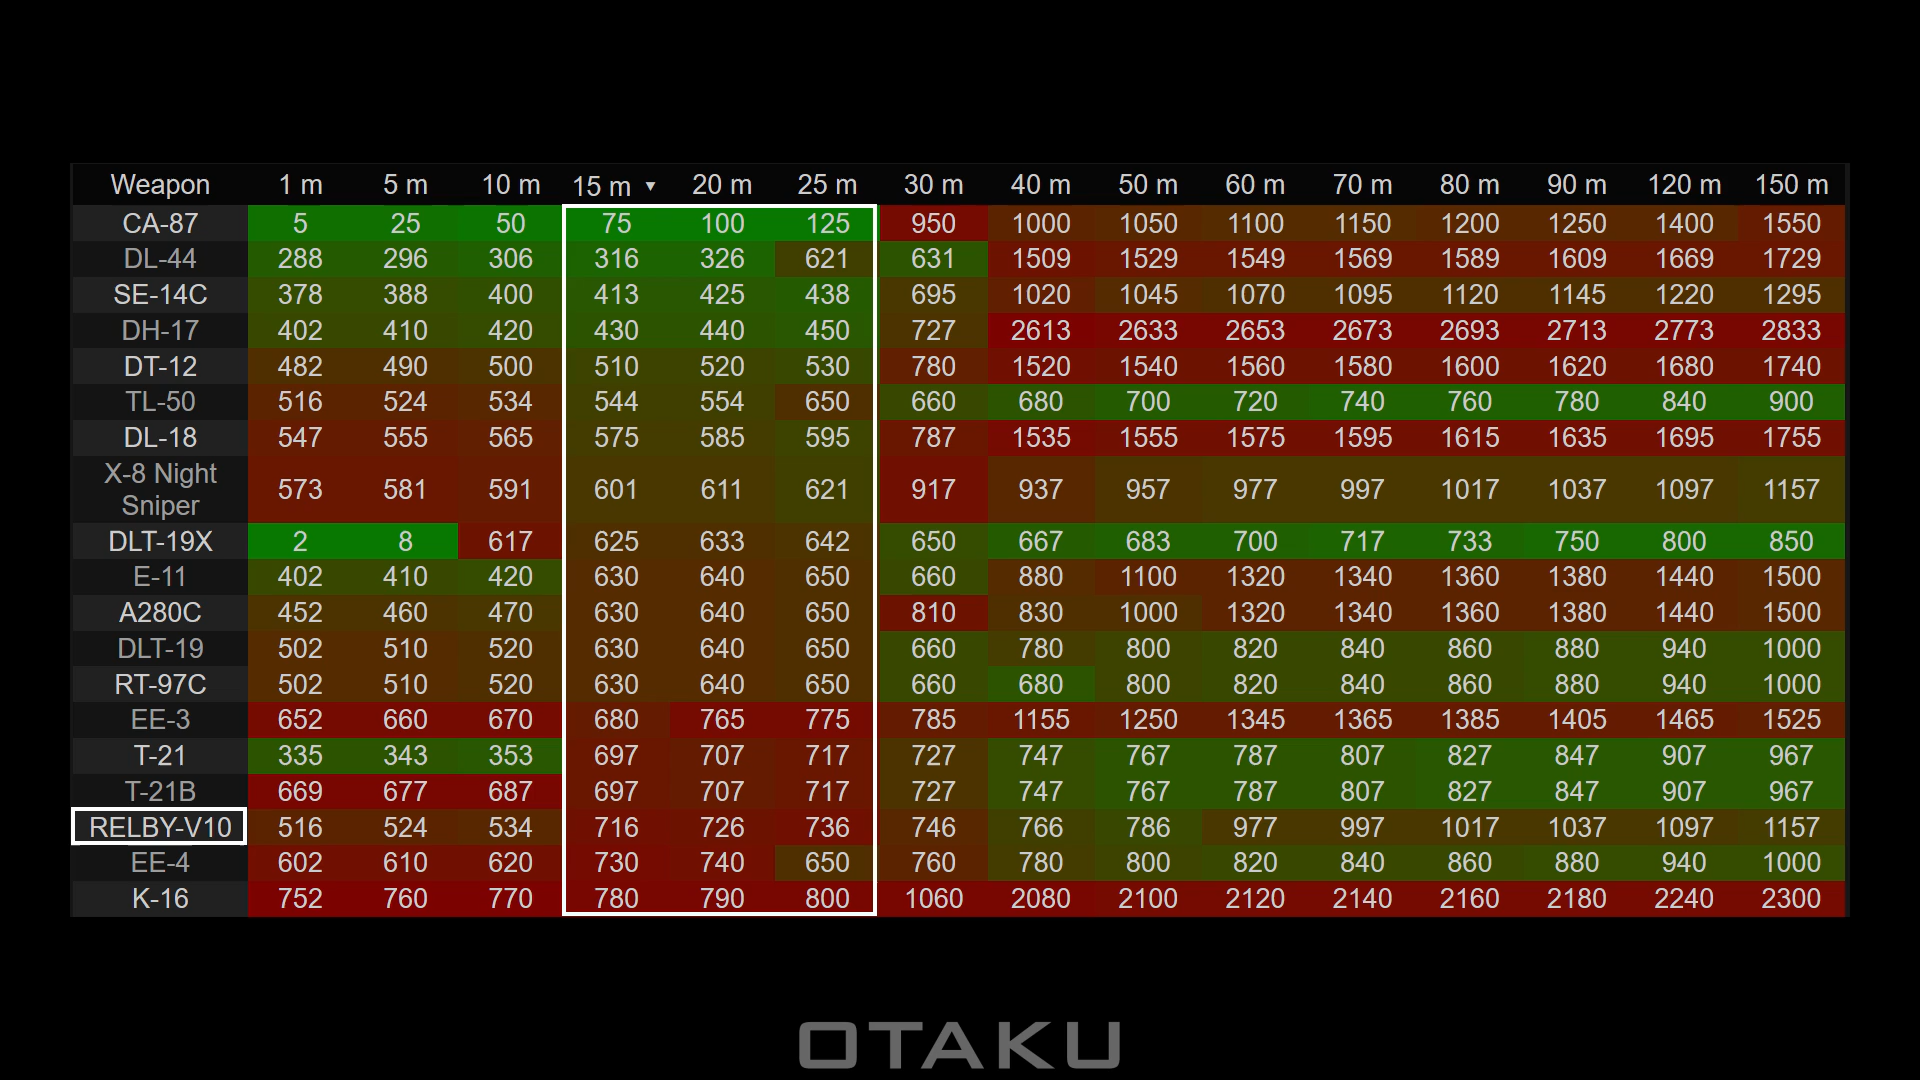 Weapon 1 m 5 m 10 m 15 m ▼ 20 m 25 m 30 m 40 m 50 m 60 m 70 m 80 m 90 m 120 m 150 m
CA-87 5 25 50 75 100 125 950 1000 1050 1100 1150 1200 1250 1400 1550
DL-44 288 296 306 316 326 621 631 1509 1529 1549 1569 1589 1609 1669 1729
SE-14C 378 388 400 413 425 438 695 1020 1045 1070 1095 1120 1145 1220 1295
DH-17 402 410 420 430 440 450 727 2613 2633 2653 2673 2693 2713 2773 2833
DT-12 482 490 500 510 520 530 780 1520 1540 1560 1580 1600 1620 1680 1740
TL-50 516 524 534 544 554 650 660 680 700 720 740 760 780 840 900
DL-18 547 555 565 575 585 595 787 1535 1555 1575 1595 1615 1635 1695 1755
X-8 Night
Sniper 573 581 591 601 611 621 917 937 957 977 997 1017 1037 1097 1157
DLT-19X 2 8 617 625 633 642 650 667 683 700 717 733 750 800 850
E-11 402 410 420 630 640 650 660 880 1100 1320 1340 1360 1380 1440 1500
A280C 452 460 470 630 640 650 810 830 1000 1320 1340 1360 1380 1440 1500
DLT-19 502 510 520 630 640 650 660 780 800 820 840 860 880 940 1000
RT-97C 502 510 520 630 640 650 660 680 800 820 840 860 880 940 1000
EE-3 652 660 670 680 765 775 785 1155 1250 1345 1365 1385 1405 1465 1525
T-21 335 343 353 697 707 717 727 747 767 787 807 827 847 907 967
T-21B 669 677 687 697 707 717 727 747 767 787 807 827 847 907 967
RELBY-V10 516 524 534 716 726 736 746 766 786 977 997 1017 1037 1097 1157
EE-4 602 610 620 730 740 650 760 780 800 820 840 860 880 940 1000
K-16 752 760 770 780 790 800 1060 2080 2100 2120 2140 2160 2180 2240 2300
OTAKU